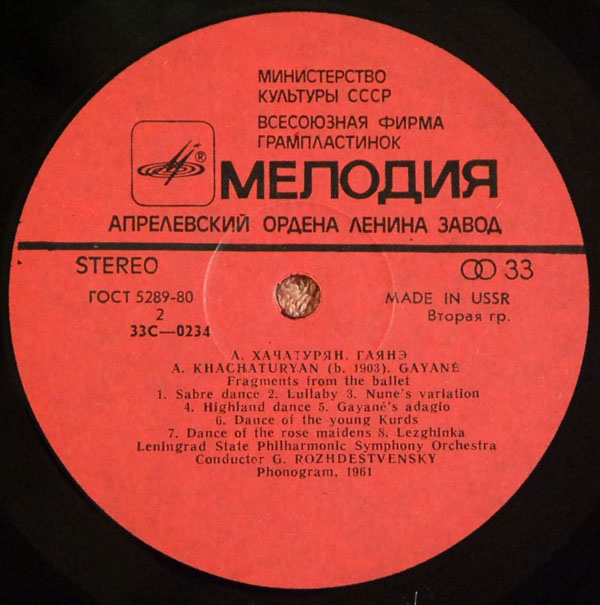 МИНИСТЕРСТВО
КУЛЬТУРЫ СССР
ВСЕСОЮЗНАЯ ФИРМА
ГРАМПЛАСТИНОК
® МЕЛОДИЯ
АПРЕЛЕВСКИЙ ОРДЕНА ЛЕНИНА ЗАВОД
STEREO
33
ГОСТ 5289-80
MADE IN USSR
2
Вторая гр.
33С—0234
А. ХАЧАТУРЯН. ГАЯНЭ
A. KHACHATURYAN (b. 1903). GAYANÉ
Fragments from the ballet
1. Sabre dance 2. Lullaby 3. Nune's variation
4. Highland dance 5. Gayané's adagio
6. Dance of the young Kurds
7. Dance of the rose maidens 8. Lezghinka
Leningrad State Philharmonic Symphony Orchestra
Conductor G. ROZHDESTVENSKY
Phonogram, 1961